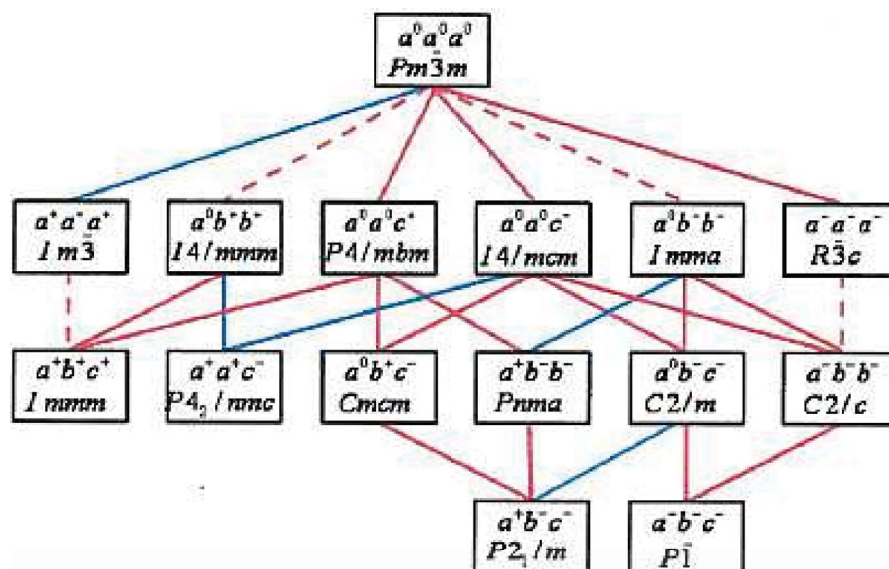 a⁰a⁰a⁰
Pm3̄m
a⁺a⁺a⁺
Im3̄
a⁰b⁺b⁺
I4/mmm
a⁰a⁰c⁺
P4/mbm
a⁰a⁰c⁻
I4/mcm
a⁰b⁻b⁻
Imma
a⁻a⁻a⁻
R3̄c
a⁺b⁺c⁺
Immm
a⁺a⁺c⁻
P4₂/nmc
a⁰b⁺c⁻
Cmcm
a⁺b⁻b⁻
Pnma
a⁰b⁻c⁻
C2/m
a⁻b⁻b⁻
C2/c
a⁺b⁻c⁻
P2₁/m
a⁻b⁻c⁻
P1̄